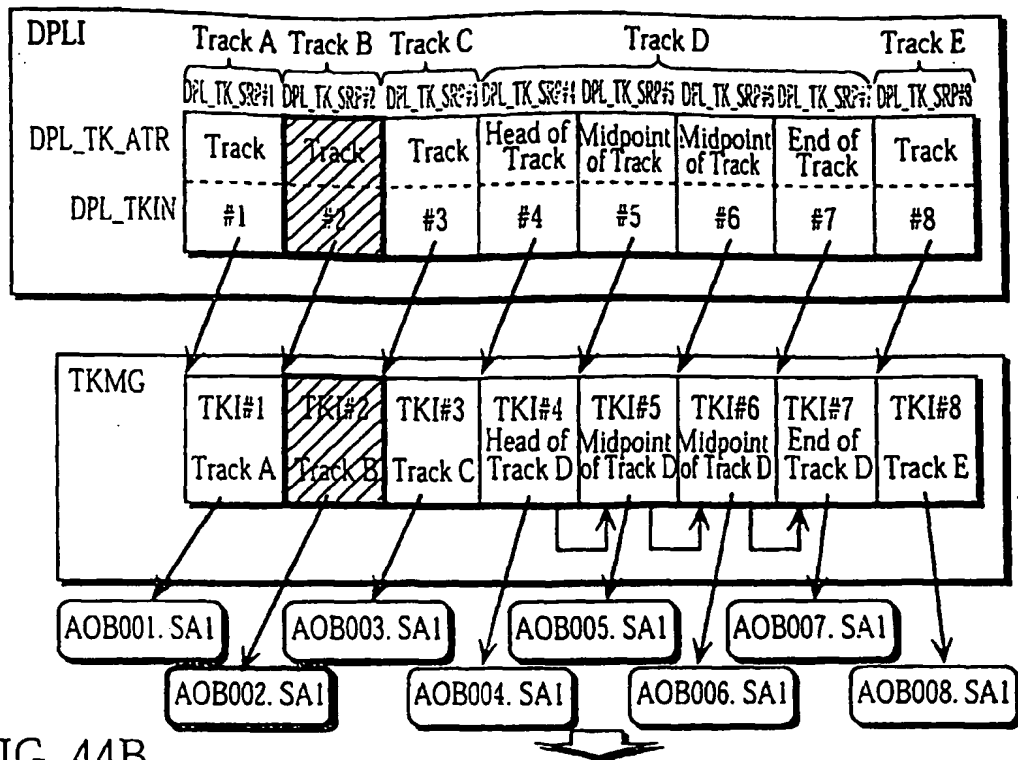 DPLI
Track A Track B Track C Track D Track E
DPL_TK_SRP#1 DPL_TK_SRP#2 DPL_TK_SRP#3 DPL_TK_SRP#4 DPL_TK_SRP#5 DPL_TK_SRP#6 DPL_TK_SRP#7 DPL_TK_SRP#8
DPL_TK_ATR Track Track Track Head of Track Midpoint of Track Midpoint of Track End of Track Track
DPL_TKIN #1 #2 #3 #4 #5 #6 #7 #8
TKMG
TKI#1 TKI#2 TKI#3 TKI#4 TKI#5 TKI#6 TKI#7 TKI#8
Track A Track B Track C Head of Track D Midpoint of Track D Midpoint of Track D End of Track D Track E
AOB001. SA1 AOB003. SA1 AOB005. SA1 AOB007. SA1
AOB002. SA1 AOB004. SA1 AOB006. SA1 AOB008. SA1
44B